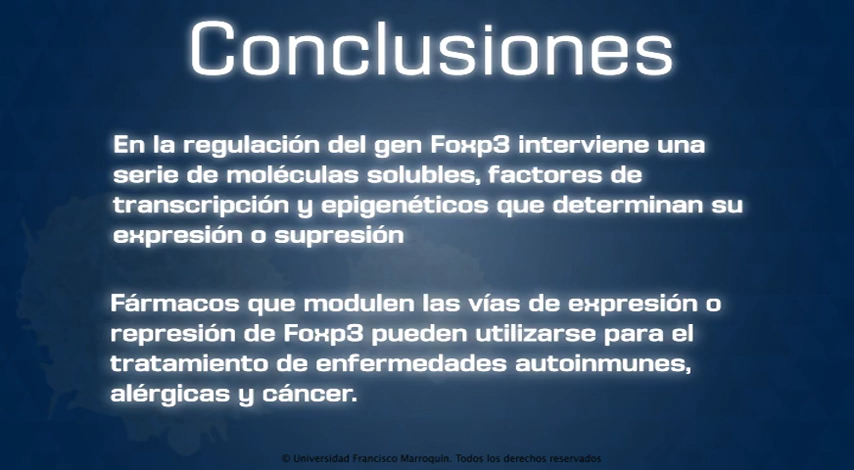 Conclusiones
En la regulación del gen Foxp3 interviene una
serie de moléculas solubles, factores de
transcripción y epigenéticos que determinan su
expresión o supresión
Fármacos que modulen las vías de expresión o
represión de Foxp3 pueden utilizarse para el
tratamiento de enfermedades autoinmunes,
alérgicas y cáncer.
© Universidad Francisco Marroquín. Todos los derechos reservados